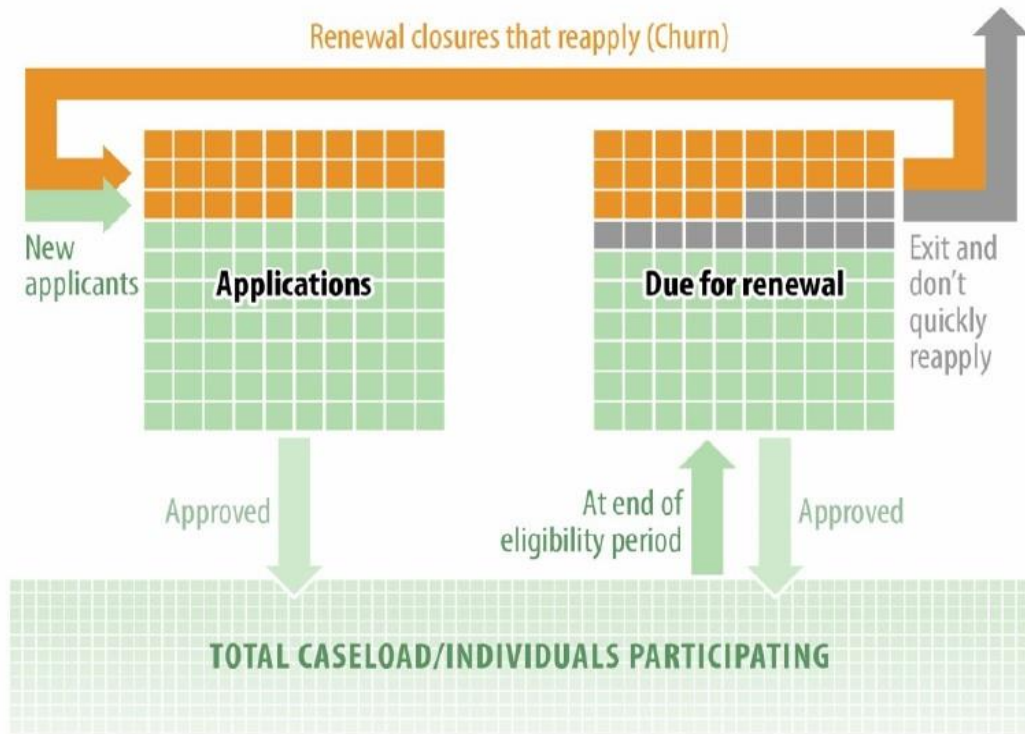 Renewal closures that reapply (Churn)
New
applicants
Applications
Due for renewal
Exit and
don't
quickly
reapply
Approved
At end of
eligibility period
Approved
TOTAL CASELOAD/INDIVIDUALS PARTICIPATING